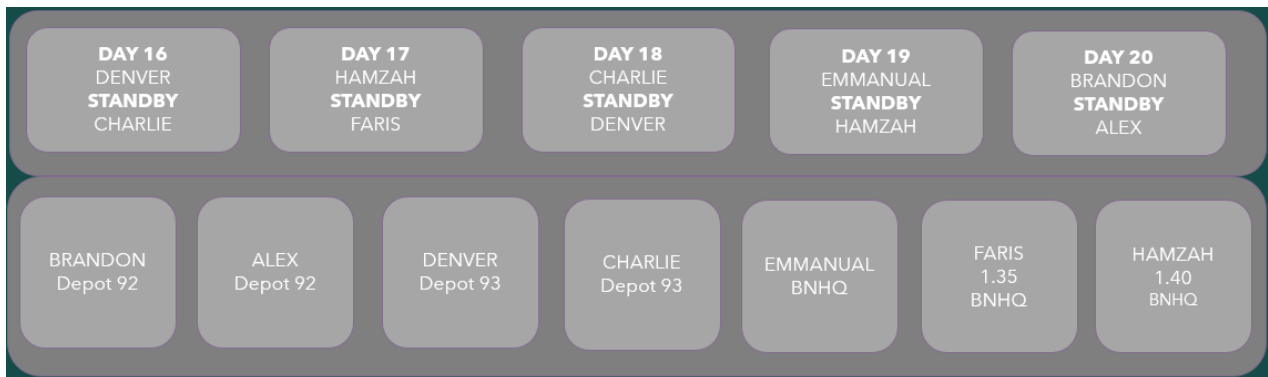 DAY 16
DENVER
STANDBY
CHARLIE
DAY 17
HAMZAH
STANDBY
FARIS
DAY 18
CHARLIE
STANDBY
DENVER
DAY 19
EMMANUAL
STANDBY
HAMZAH
DAY 20
BRANDON
STANDBY
ALEX
BRANDON
Depot 92
ALEX
Depot 92
DENVER
Depot 93
CHARLIE
Depot 93
EMMANUAL
BNHQ
FARIS
1.35
BNHQ
HAMZAH
1.40
BNHQ